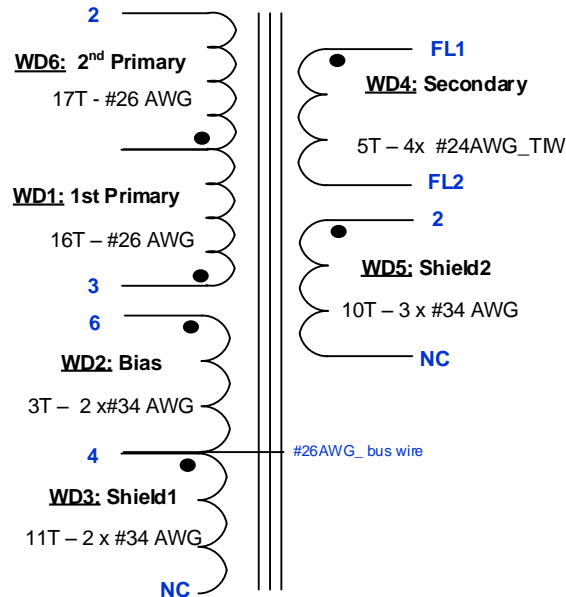 2
WD6: 2nd Primary
17T - #26 AWG
WD1: 1st Primary
16T – #26 AWG
3
6
WD2: Bias
3T – 2 x#34 AWG
4
#26AWG_ bus wire
WD3: Shield1
11T – 2 x #34 AWG
NC
FL1
WD4: Secondary
5T – 4x #24AWG_TIW
FL2
2
WD5: Shield2
10T – 3 x #34 AWG
NC